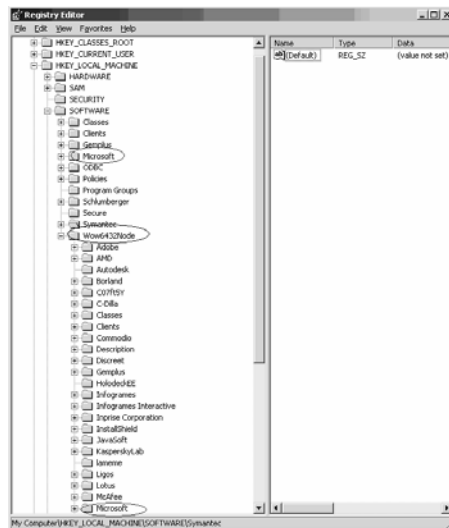 Registry Editor
File Edit View Favorites Help
HKEY_CLASSES_ROOT
HKEY_CURRENT_USER
HKEY_LOCAL_MACHINE
HARDWARE
SAM
SECURITY
SOFTWARE
Classes
Clients
Gemplus
Microsoft
ODBC
Policies
Program Groups
Schlumberger
Secure
Symantec
Wow6432Node
Adobe
AMD
Autodesk
Borland
C07ftSY
C-Dilla
Classes
Clients
Commodio
Description
Discreet
Gemplus
HolodeckEE
Infogrames
Infogrames Interactive
Inprise Corporation
InstallShield
JavaSoft
KasperskyLab
lameme
Ligos
Lotus
McAfee
Microsoft
Name Type Data
(Default) REG_SZ (value not set)
My Computer\HKEY_LOCAL_MACHINE\SOFTWARE\Symantec